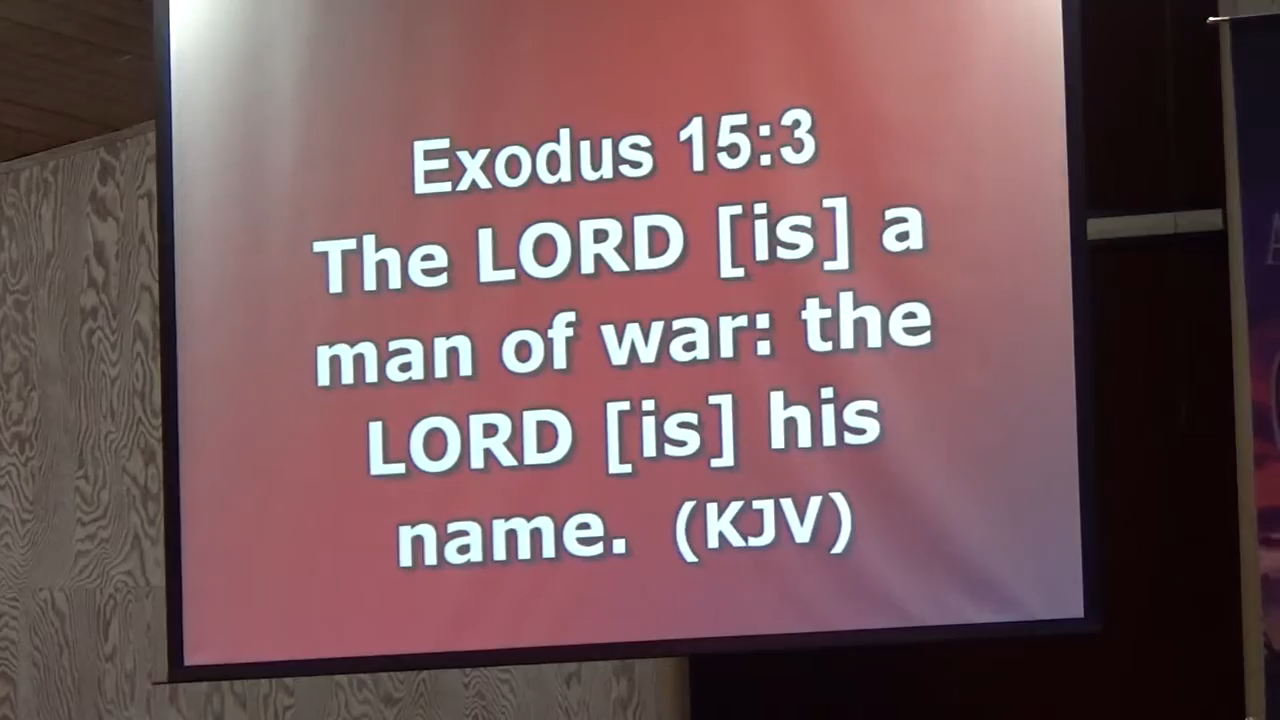 Exodus 15:3
The LORD [is] a
man of war: the
LORD [is] his
name. (KJV)